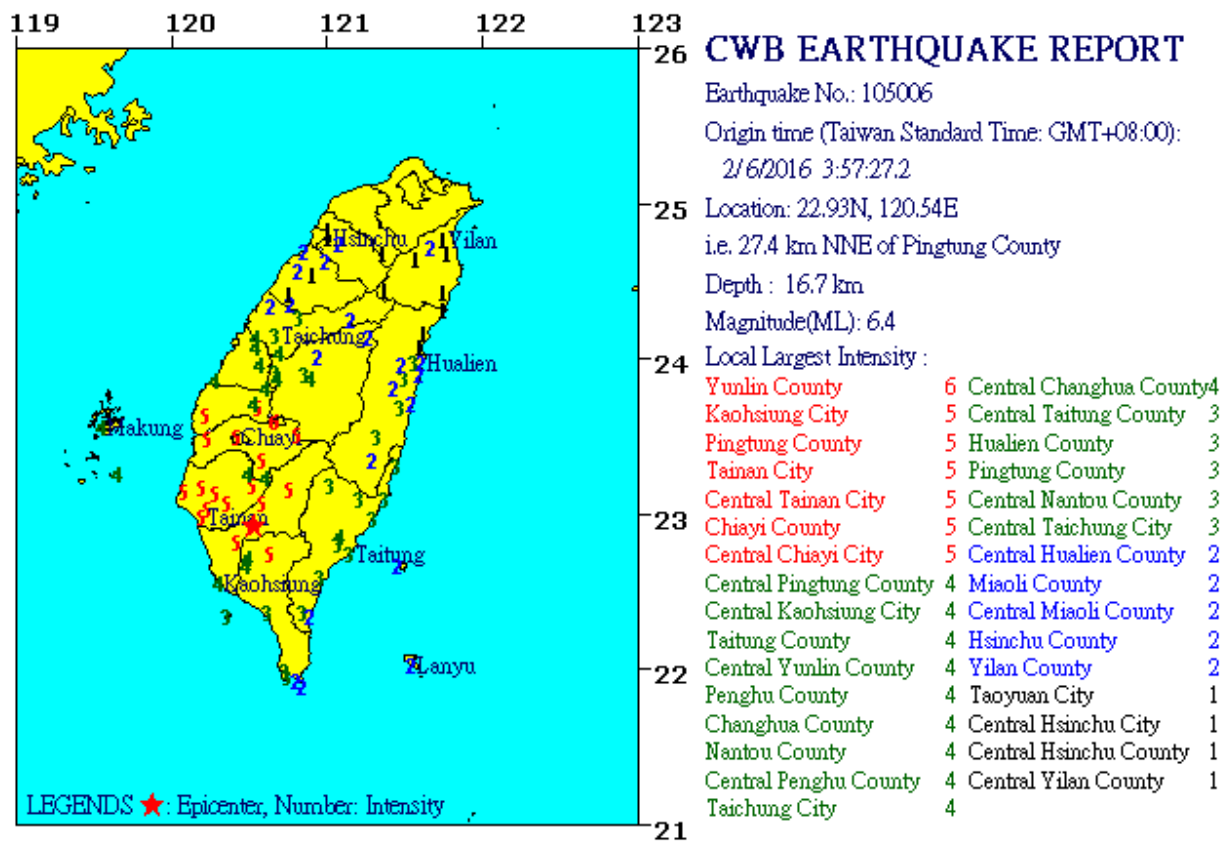 119 120 121 122 123
26
25
24
23
22
21
CWB EARTHQUAKE REPORT
Earthquake No.: 105006
Origin time (Taiwan Standard Time: GMT+08:00):
2/6/2016 3:57:27.2
Location: 22.93N, 120.54E
i.e. 27.4 km NNE of Pingtung County
Depth : 16.7 km
Magnitude(ML): 6.4
Local Largest Intensity :
Yunlin County 6
Kaohsiung City 5
Pingtung County 5
Tainan City 5
Central Tainan City 5
Chiayi County 5
Central Chiayi City 5
Central Pingtung County 4
Central Kaohsiung City 4
Taitung County 4
Central Yunlin County 4
Penghu County 4
Changhua County 4
Nantou County 4
Central Penghu County 4
Taichung City 4
Central Changhua County4
Central Taitung County 3
Hualien County 3
Pingtung County 3
Central Nantou County 3
Central Taichung City 3
Central Hualien County 2
Miaoli County 2
Central Miaoli County 2
Hsinchu County 2
Yilan County 2
Taoyuan City 1
Central Hsinchu City 1
Central Hsinchu County 1
Central Yilan County 1
Hsinchu
Yilan
Taichung
Hualien
Makung
Chiayi
Tainan
Taitung
Kaohsiung
Lanyu
LEGENDS ★: Epicenter, Number: Intensity